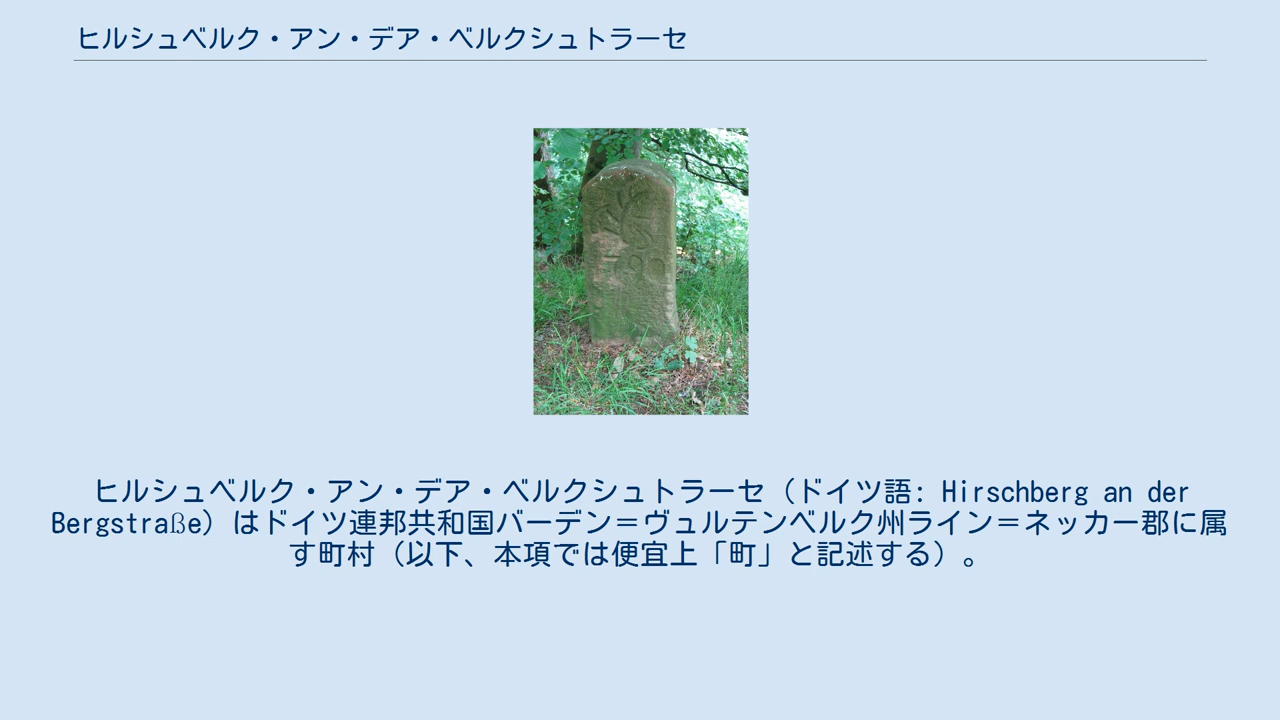 ヒルシュベルク・アン・デア・ベルクシュトラーセ
ヒルシュベルク・アン・デア・ベルクシュトラーセ（ドイツ語: Hirschberg an der
Bergstraße）はドイツ連邦共和国バーデン＝ヴュルテンベルク州ライン＝ネッカー郡に属
す町村（以下、本項では便宜上「町」と記述する）。